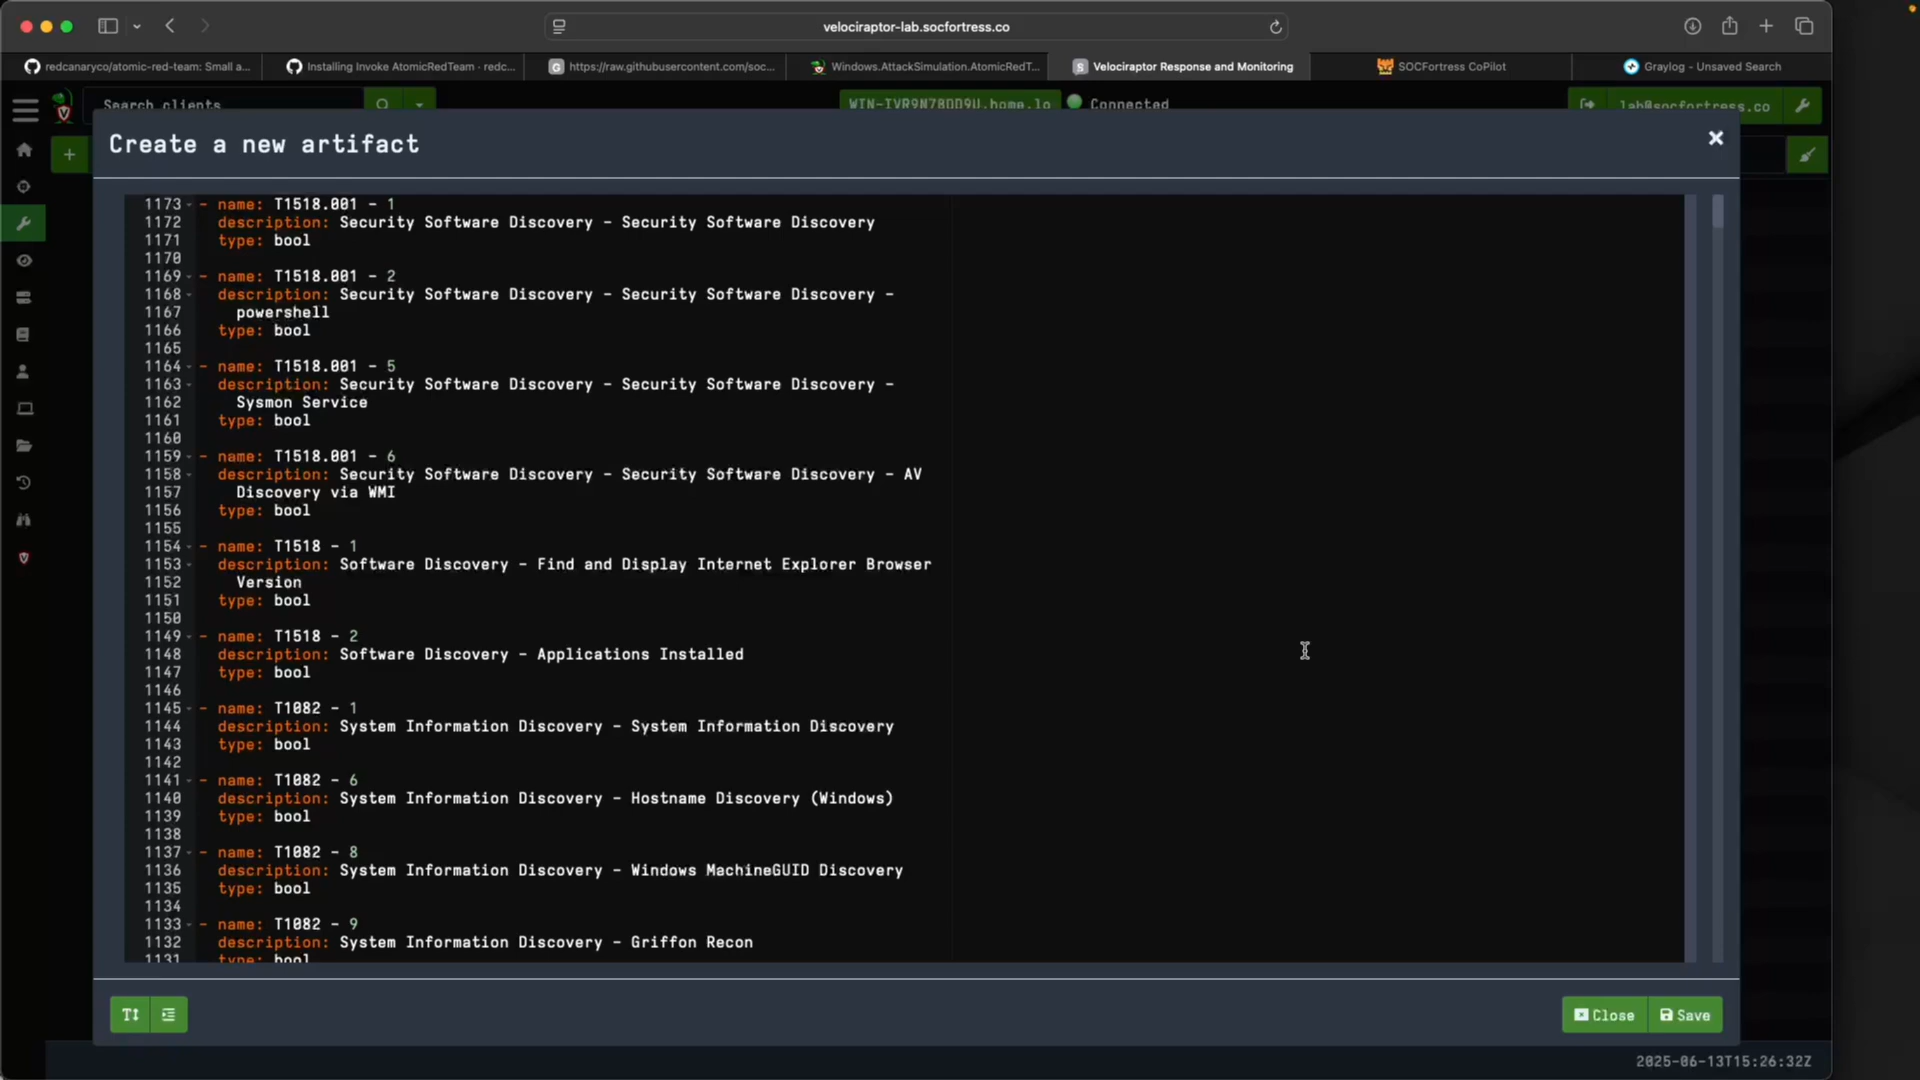 velociraptor-lab.socfortress.co
redcanaryco/atomic-red-team: Small a...
Installing Invoke AtomicRedTeam · redc...
https://raw.githubusercontent.com/soc...
Windows.AttackSimulation.AtomicRedT...
Velociraptor Response and Monitoring
SOCFortress CoPilot
Graylog - Unsaved Search
Search clients
WIN-IVR9N78DD9U.home.lo
Connected
lab@socfortress.co
Create a new artifact
1173 - name: T1518.001 - 1
1172 description: Security Software Discovery - Security Software Discovery
1171 type: bool
1170
1169 - name: T1518.001 - 2
1168 description: Security Software Discovery - Security Software Discovery -
1167 powershell
1166 type: bool
1165
1164 - name: T1518.001 - 5
1163 description: Security Software Discovery - Security Software Discovery -
1162 Sysmon Service
1161 type: bool
1160
1159 - name: T1518.001 - 6
1158 description: Security Software Discovery - Security Software Discovery - AV
1157 Discovery via WMI
1156 type: bool
1155
1154 - name: T1518 - 1
1153 description: Software Discovery - Find and Display Internet Explorer Browser
1152 Version
1151 type: bool
1150
1149 - name: T1518 - 2
1148 description: Software Discovery - Applications Installed
1147 type: bool
1146
1145 - name: T1082 - 1
1144 description: System Information Discovery - System Information Discovery
1143 type: bool
1142
1141 - name: T1082 - 6
1140 description: System Information Discovery - Hostname Discovery (Windows)
1139 type: bool
1138
1137 - name: T1082 - 8
1136 description: System Information Discovery - Windows MachineGUID Discovery
1135 type: bool
1134
1133 - name: T1082 - 9
1132 description: System Information Discovery - Griffon Recon
1131 type: bool
Close
Save
2025-06-13T15:26:32Z